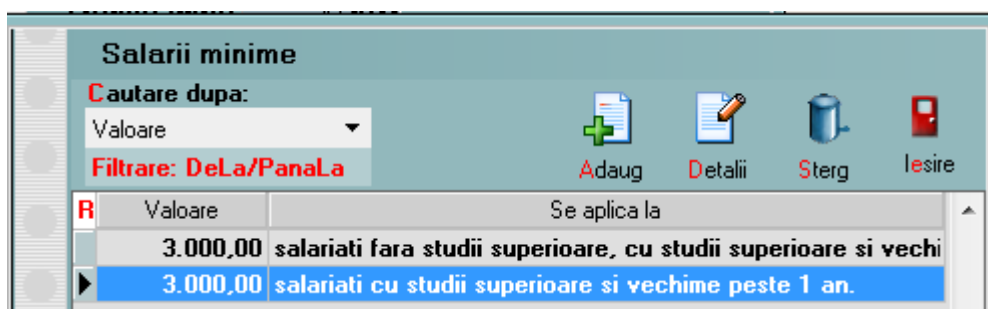 Salarii minime
Cautare dupa:
Valoare
Filtrare: DeLa/PanaLa
Adaug Detalii Sterg Iesire
R Valoare Se aplica la
3.000,00 salariati fara studii superioare, cu studii superioare si vechi
3.000,00 salariati cu studii superioare si vechime peste 1 an.